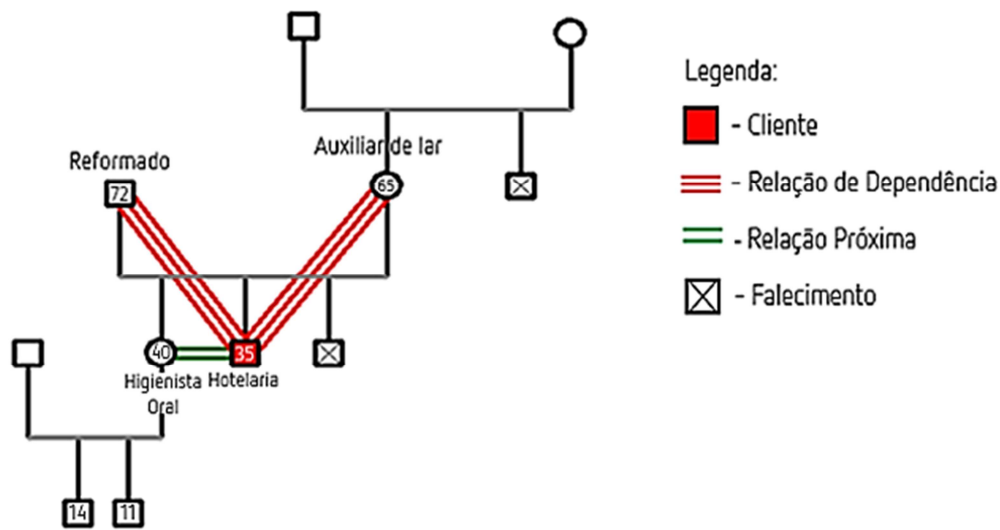 Legenda:
- Cliente
- Relação de Dependência
- Relação Próxima
- Falecimento
Auxiliar de lar
Reformado
72
65
40
35
Higienista
Oral
Hotelaria
14
11